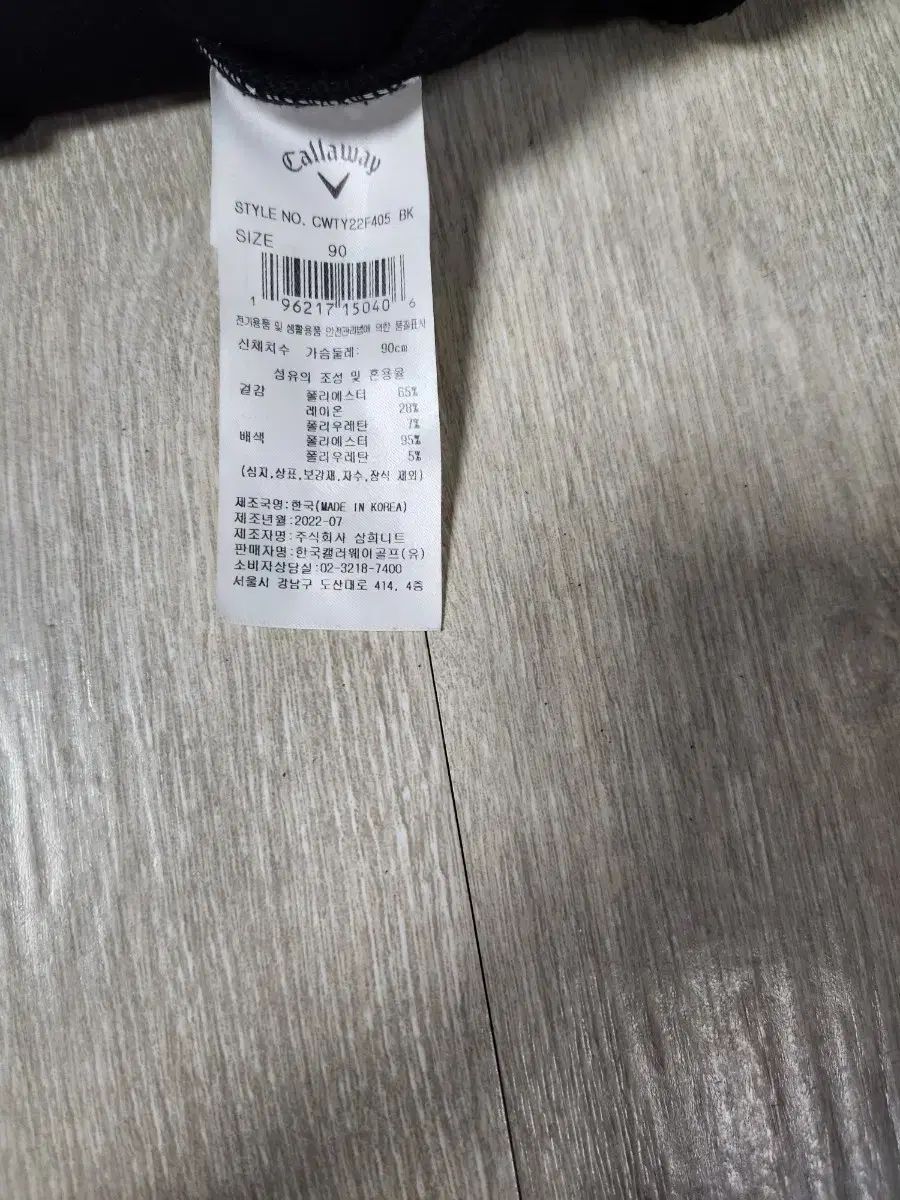 Callaway
STYLE NO. CWTY22F405 BK
SIZE
90
1 96217 15040 6
전기용품 및 생활용품 안전관리법에 의한 품질표시
신체치수 가슴둘레: 90cm
섬유의 조성 및 혼용율
겉감 폴리에스터 65%
레이온 28%
폴리우레탄 7%
배색 폴리에스터 95%
폴리우레탄 5%
(심지,상표,보강재,자수,장식 제외)
제조국명:한국(MADE IN KOREA)
제조년월:2022-07
제조자명:주식회사 삼희니트
판매자명:한국캘러웨이골프(유)
소비자상담실:02-3218-7400
서울시 강남구 도산대로 414, 4층